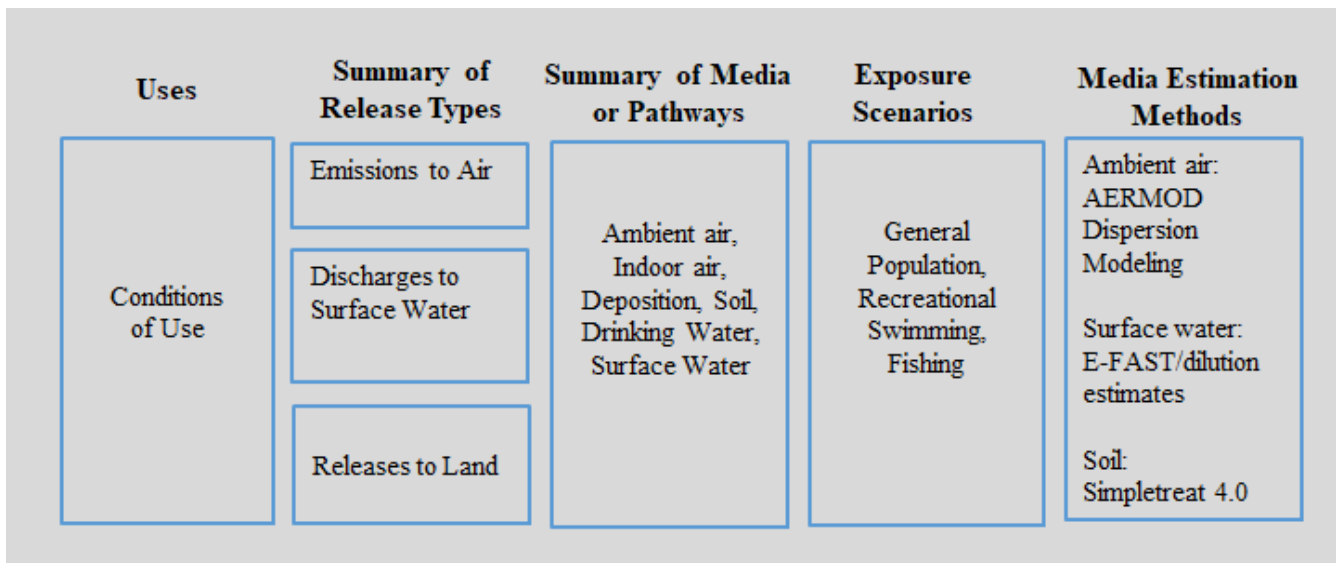 Uses
Summary of
Release Types
Summary of Media
or Pathways
Exposure
Scenarios
Media Estimation
Methods
Conditions
of Use
Emissions to Air
Discharges to
Surface Water
Releases to Land
Ambient air,
Indoor air,
Deposition, Soil,
Drinking Water,
Surface Water
General
Population,
Recreational
Swimming,
Fishing
Ambient air:
AERMOD
Dispersion
Modeling
Surface water:
E-FAST/dilution
estimates
Soil:
Simpletreat 4.0